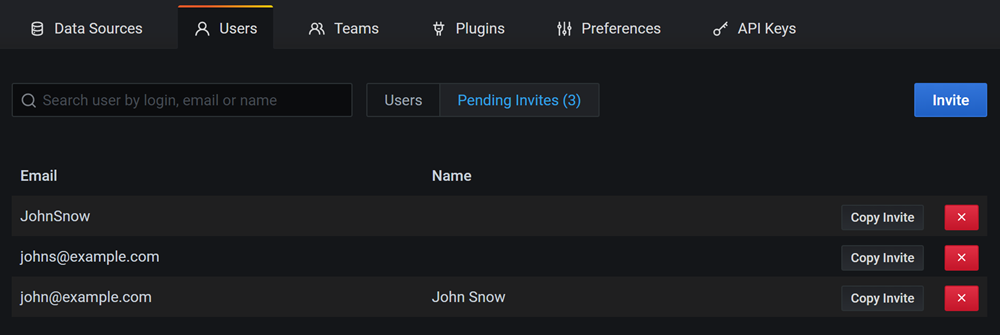 Data Sources Users Teams Plugins Preferences API Keys
Search user by login, email or name Users Pending Invites (3) Invite
Email Name
JohnSnow Copy Invite
johns@example.com Copy Invite
john@example.com John Snow Copy Invite